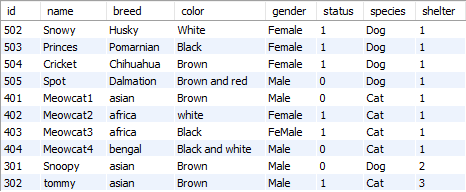 id name breed color gender status species shelter
502 Snowy Husky White Female 1 Dog 1
503 Princes Pomarnian Black Female 1 Dog 1
504 Cricket Chihuahua Brown Female 1 Dog 1
505 Spot Dalmation Brown and red Male 0 Dog 1
401 Meowcat1 asian Brown Male 0 Cat 1
402 Meowcat2 africa white Female 1 Cat 1
403 Meowcat3 africa Black FeMale 1 Cat 1
404 Meowcat4 bengal Black and white Male 0 Cat 1
301 Snoopy asian Brown Male 0 Dog 2
302 tommy asian Brown Male 1 Cat 3